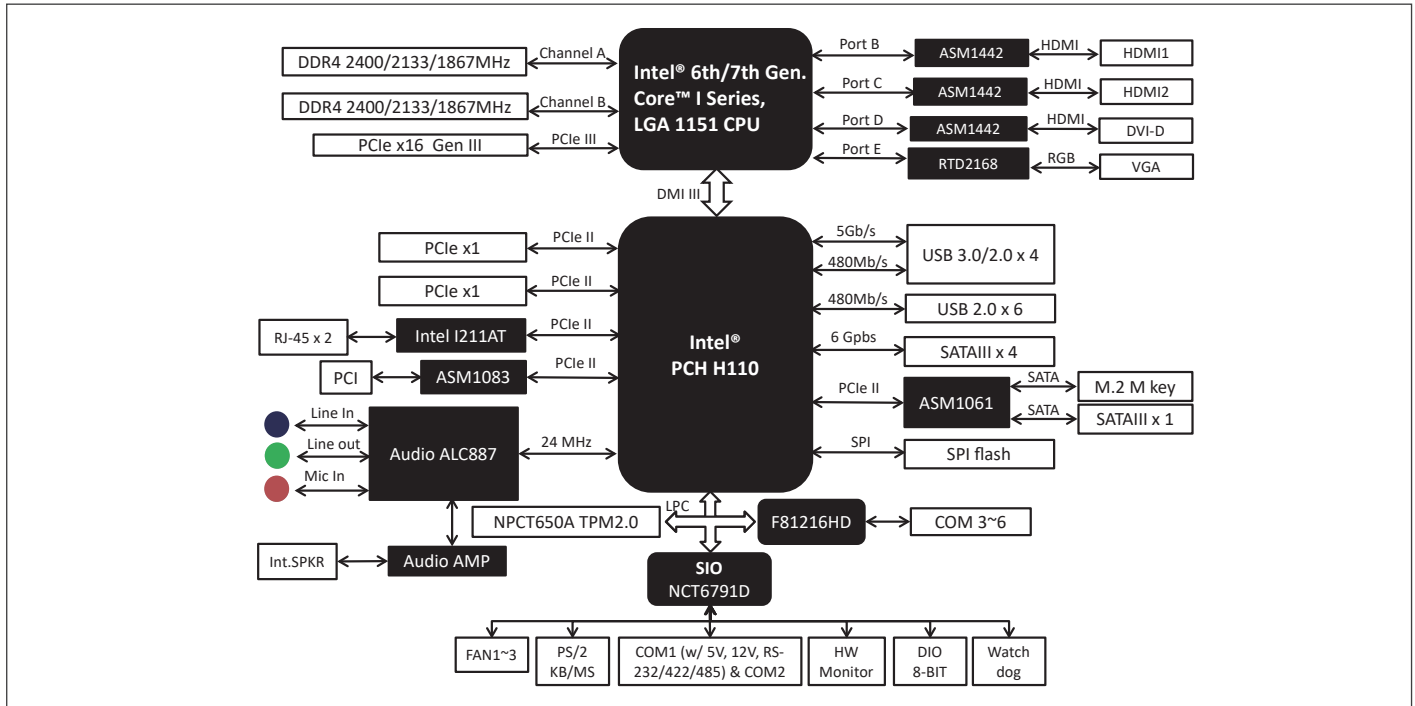 DDR4 2400/2133/1867MHz
Channel A
DDR4 2400/2133/1867MHz
Channel B
PCIe x16 Gen III
PCIe III
Intel® 6th/7th Gen.
Core™ I Series,
LGA 1151 CPU
Port B
ASM1442
HDMI
HDMI1
Port C
ASM1442
HDMI
HDMI2
Port D
ASM1442
HDMI
DVI-D
Port E
RTD2168
RGB
VGA
DMI III
PCIe x1
PCIe II
PCIe x1
PCIe II
RJ-45 x 2
Intel I211AT
PCIe II
PCI
ASM1083
PCIe II
Line In
Line out
Mic In
Audio ALC887
24 MHz
Int.SPKR
Audio AMP
Intel®
PCH H110
5Gb/s
480Mb/s
USB 3.0/2.0 x 4
480Mb/s
USB 2.0 x 6
6 Gpbs
SATAIII x 4
PCIe II
ASM1061
SATA
M.2 M key
SATA
SATAIII x 1
SPI
SPI flash
LPC
NPCT650A TPM2.0
F81216HD
COM 3~6
SIO
NCT6791D
FAN1~3
PS/2
KB/MS
COM1 (w/ 5V, 12V, RS-
232/422/485) & COM2
HW
Monitor
DIO
8-BIT
Watch
dog